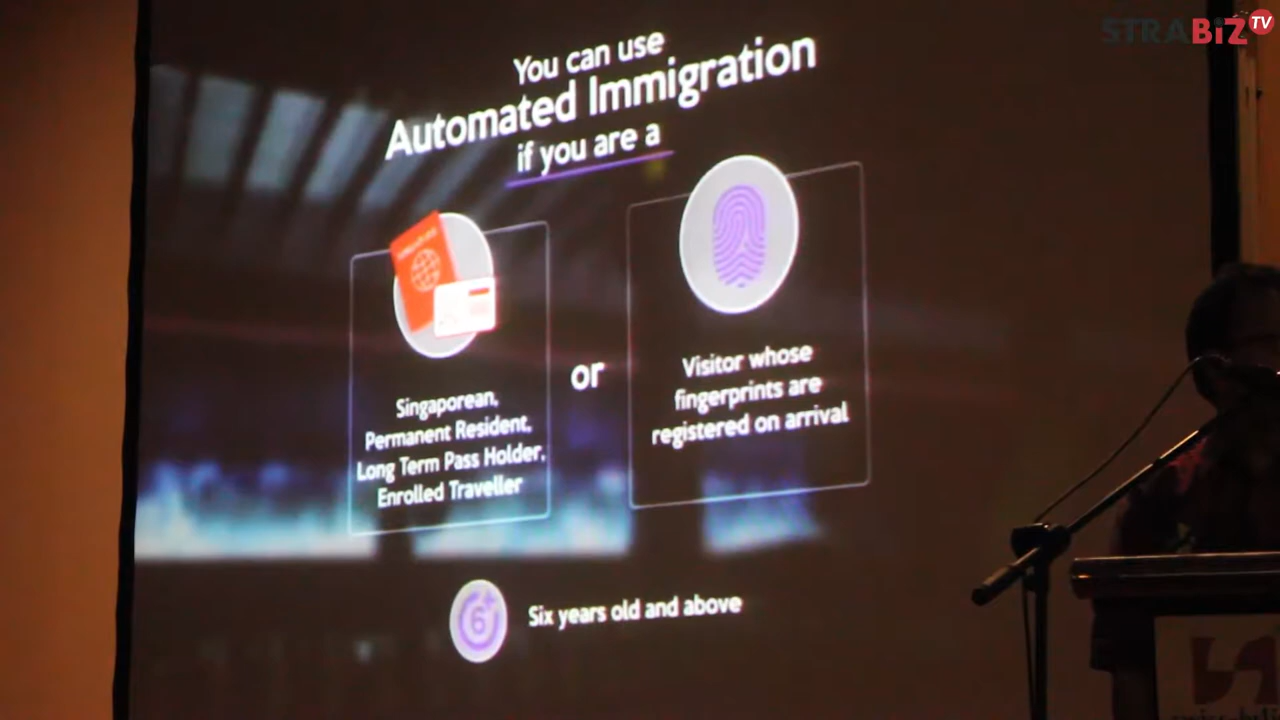 STRABiZ TV
You can use
Automated Immigration
if you are a
Singaporean,
Permanent Resident,
Long Term Pass Holder,
Enrolled Traveller
or
Visitor whose
fingerprints are
registered on arrival
6
Six years old and above